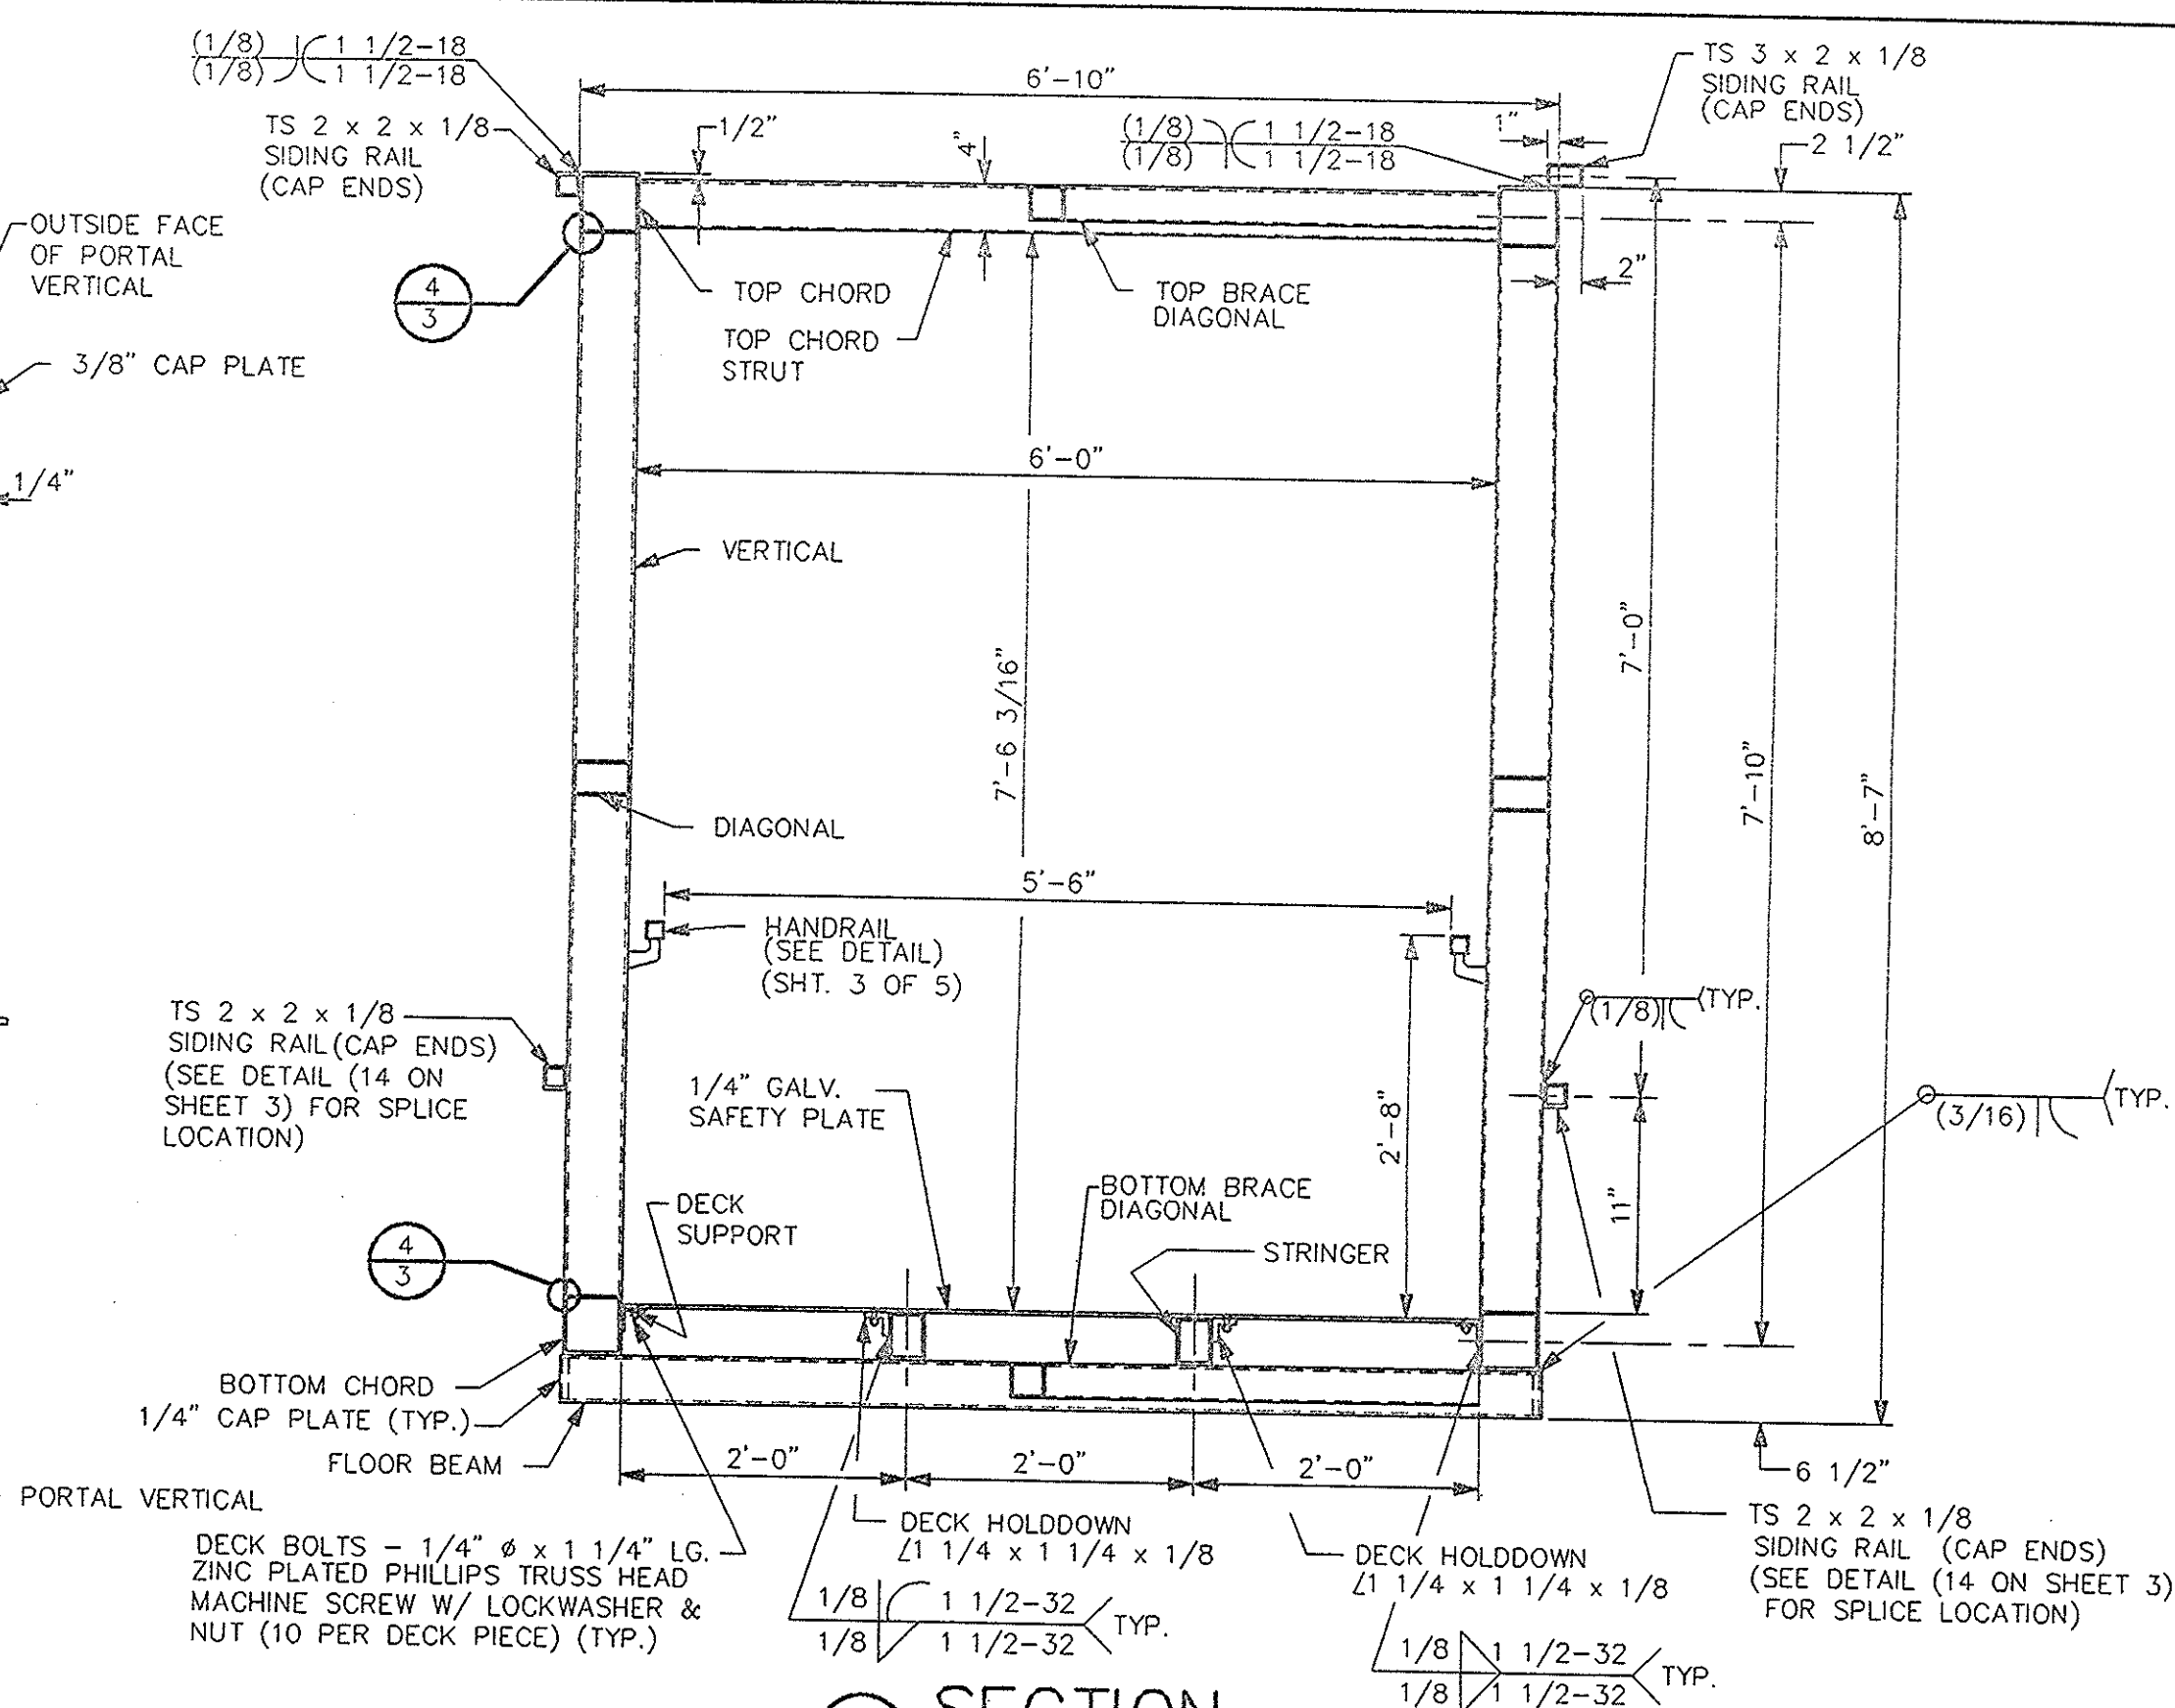 (1/8) 1 1/2-18
(1/8) 1 1/2-18
TS 2 x 2 x 1/8
SIDING RAIL
(CAP ENDS)
6'-10"
1/2"
4"
(1/8) 1 1/2-18
(1/8) 1 1/2-18
1"
TS 3 x 2 x 1/8
SIDING RAIL
(CAP ENDS)
2 1/2"
OUTSIDE FACE
OF PORTAL
VERTICAL
4
3
TOP CHORD
TOP CHORD
STRUT
TOP BRACE
DIAGONAL
2"
3/8" CAP PLATE
1/4"
6'-0"
VERTICAL
7'-0"
7'-6 3/16"
7'-10"
8'-7"
DIAGONAL
5'-6"
HANDRAIL
(SEE DETAIL)
(SHT. 3 OF 5)
TS 2 x 2 x 1/8
SIDING RAIL (CAP ENDS)
(SEE DETAIL (14 ON
SHEET 3) FOR SPLICE
LOCATION)
1/4" GALV.
SAFETY PLATE
2'-8"
(1/8) TYP.
(3/16) TYP.
11"
DECK
SUPPORT
BOTTOM BRACE
DIAGONAL
STRINGER
4
3
BOTTOM CHORD
1/4" CAP PLATE (TYP.)
FLOOR BEAM
2'-0"
2'-0"
2'-0"
6 1/2"
PORTAL VERTICAL
DECK BOLTS - 1/4" ø x 1 1/4" LG.
ZINC PLATED PHILLIPS TRUSS HEAD
MACHINE SCREW W/ LOCKWASHER &
NUT (10 PER DECK PIECE) (TYP.)
DECK HOLDDOWN
∠1 1/4 x 1 1/4 x 1/8
1/8 1 1/2-32
1/8 1 1/2-32
TYP.
DECK HOLDDOWN
∠1 1/4 x 1 1/4 x 1/8
1/8 1 1/2-32
1/8 1 1/2-32
TYP.
TS 2 x 2 x 1/8
SIDING RAIL (CAP ENDS)
(SEE DETAIL (14 ON SHEET 3)
FOR SPLICE LOCATION)
SECTION